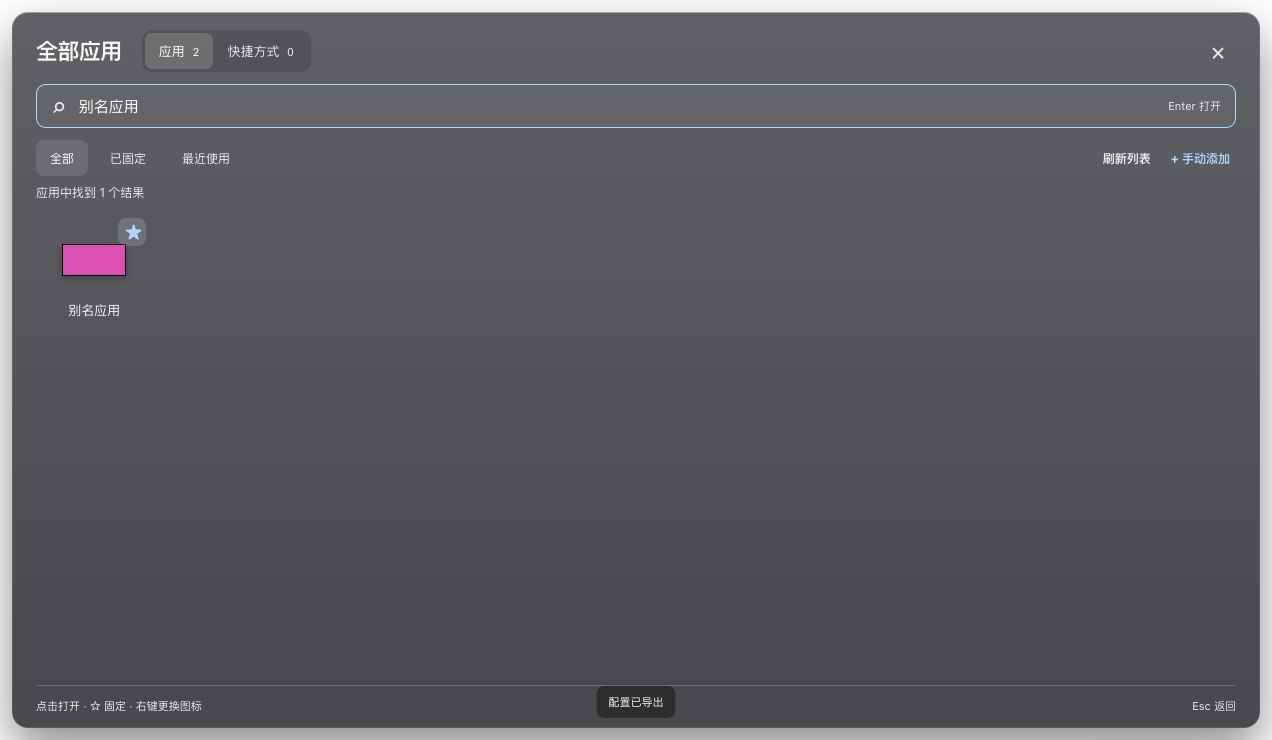 全部应用
应用 2
快捷方式 0
别名应用
Enter 打开
全部
已固定
最近使用
刷新列表
+ 手动添加
应用中找到 1 个结果
别名应用
点击打开 · ☆ 固定 · 右键更换图标
配置已导出
Esc 返回